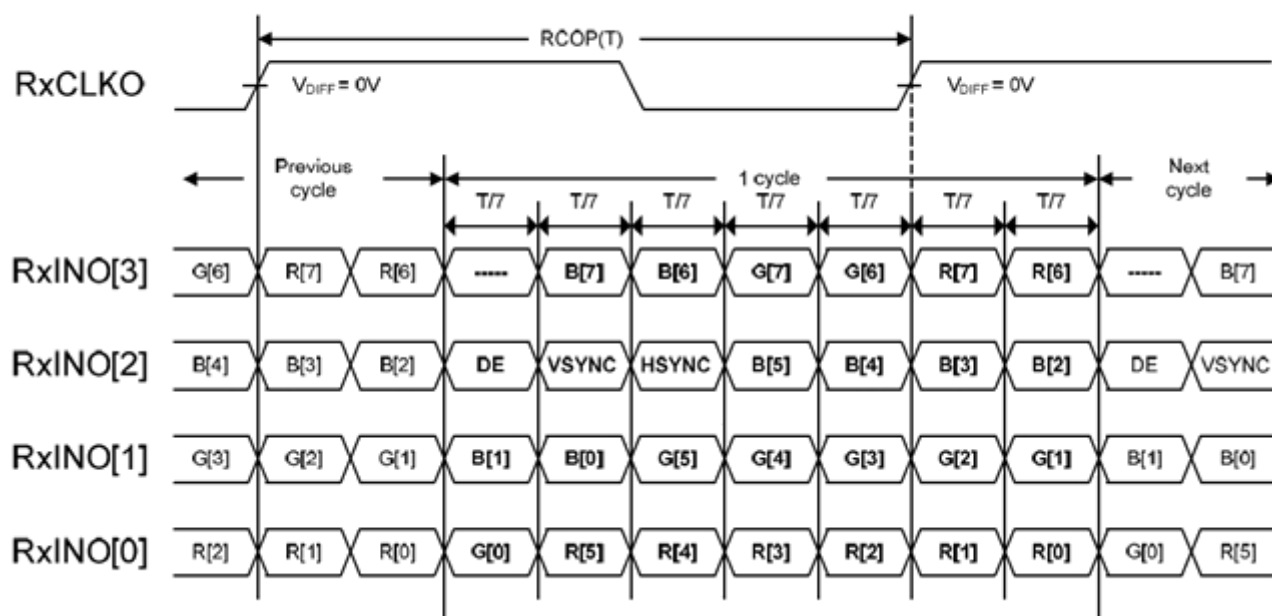 RCOP(T)
RxCLKO
V_DIFF = 0V V_DIFF = 0V
Previous cycle 1 cycle Next cycle
T/7 T/7 T/7 T/7 T/7 T/7 T/7
RxINO[3] G[6] R[7] R[6] ----- B[7] B[6] G[7] G[6] R[7] R[6] ----- B[7]
RxINO[2] B[4] B[3] B[2] DE VSYNC HSYNC B[5] B[4] B[3] B[2] DE VSYNC
RxINO[1] G[3] G[2] G[1] B[1] B[0] G[5] G[4] G[3] G[2] G[1] B[1] B[0]
RxINO[0] R[2] R[1] R[0] G[0] R[5] R[4] R[3] R[2] R[1] R[0] G[0] R[5]